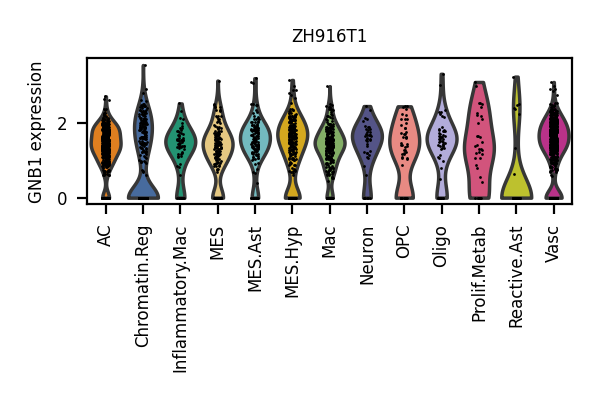 ZH916T1
GNB1 expression
2
0
AC
Chromatin.Reg
Inflammatory.Mac
MES
MES.Ast
MES.Hyp
Mac
Neuron
OPC
Oligo
Prolif.Metab
Reactive.Ast
Vasc